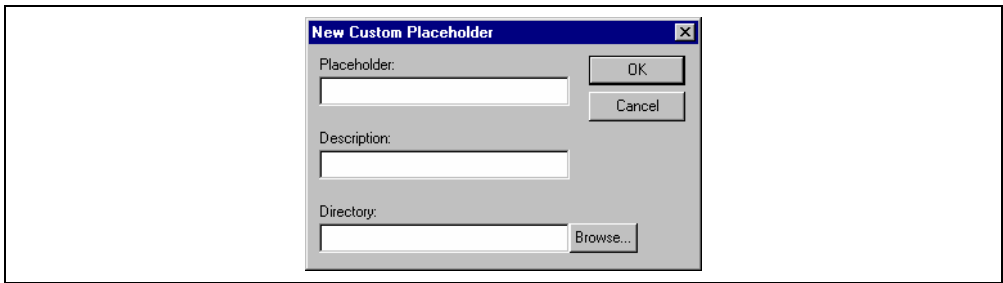 New Custom Placeholder
Placeholder:
OK
Cancel
Description:
Directory:
Browse...